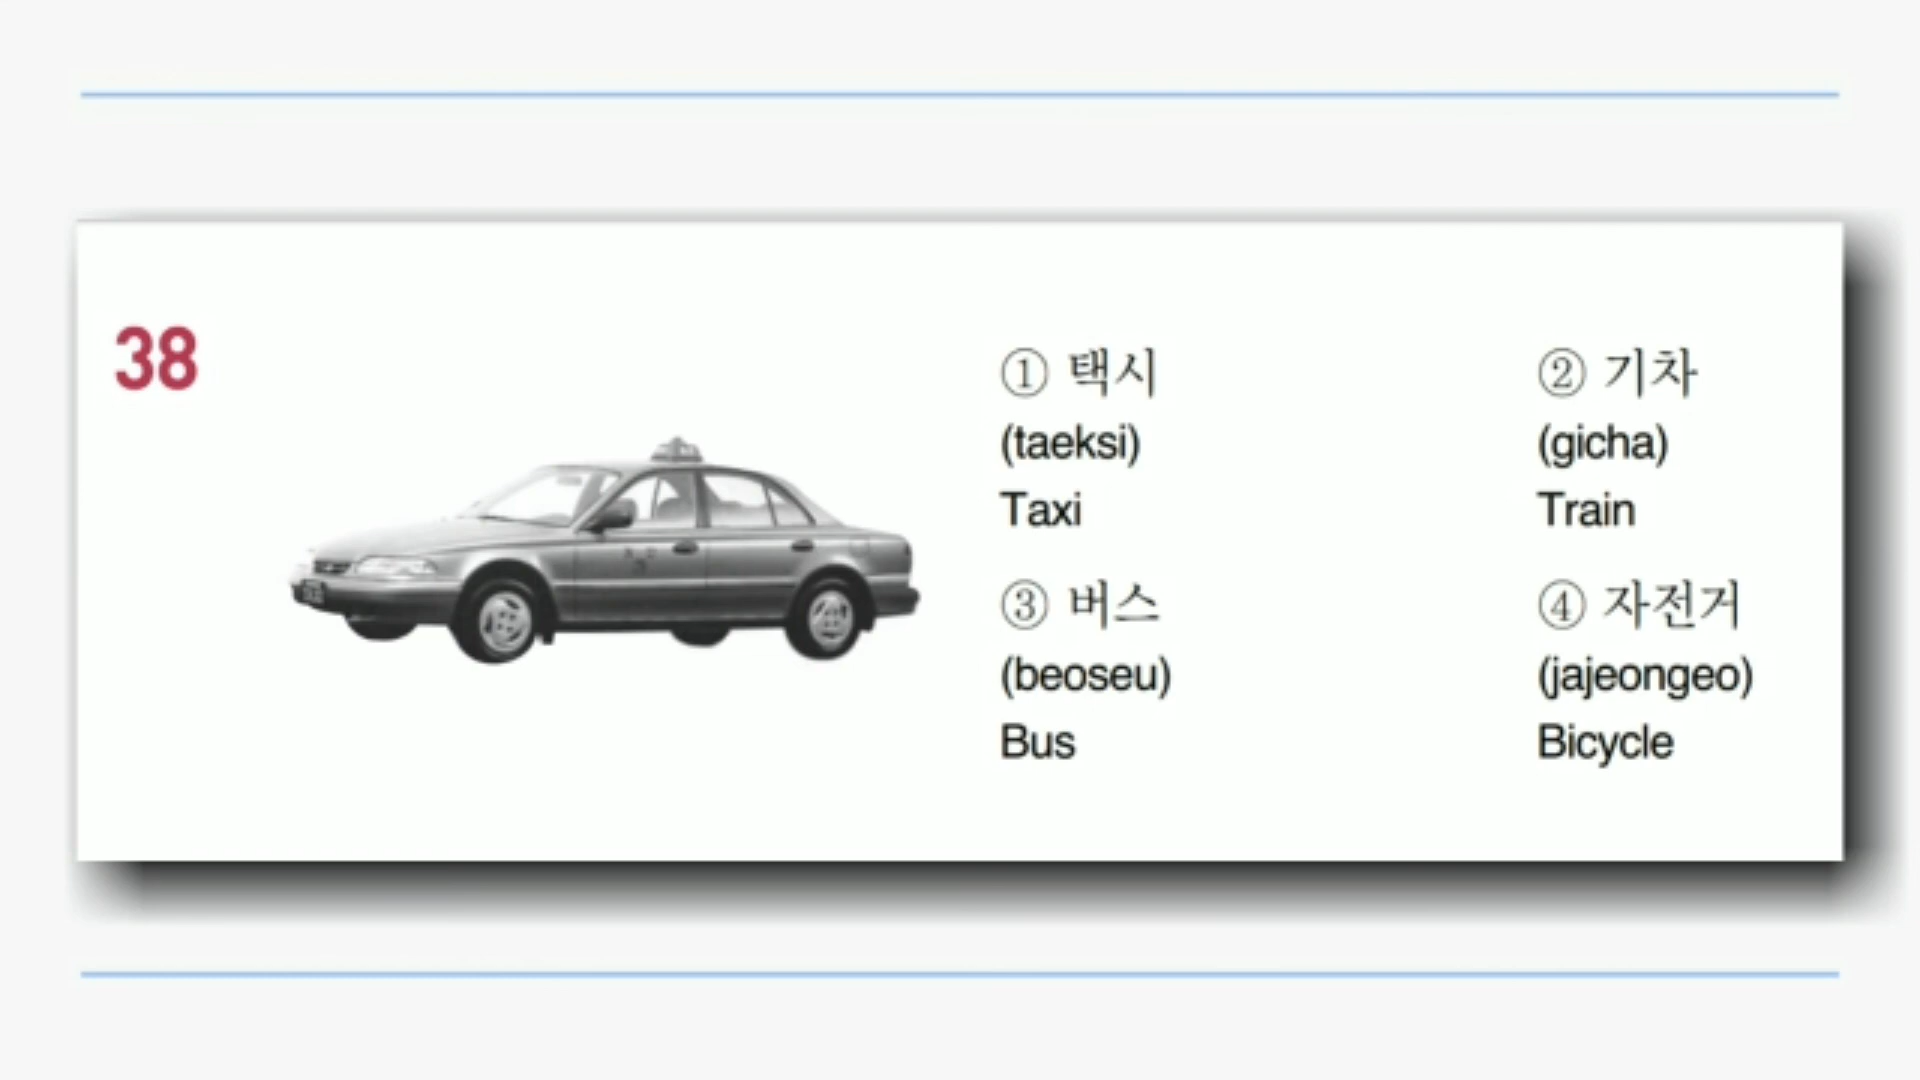 38
① 택시
(taeksi)
Taxi
② 기차
(gicha)
Train
③ 버스
(beoseu)
Bus
④ 자전거
(jajeongeo)
Bicycle